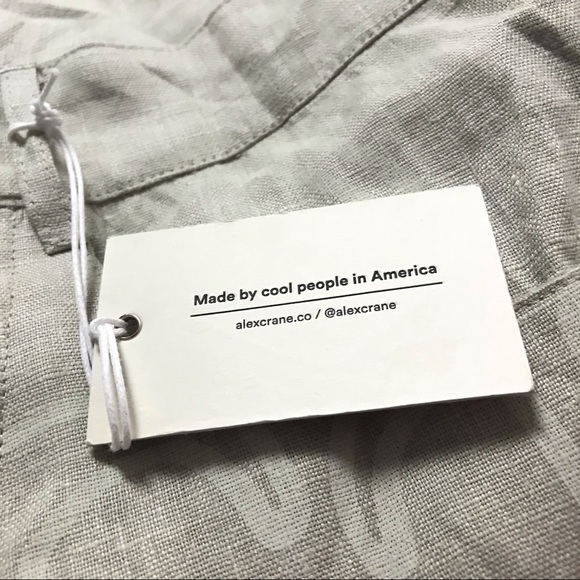 Made by cool people in America
alexcrane.co / @alexcrane